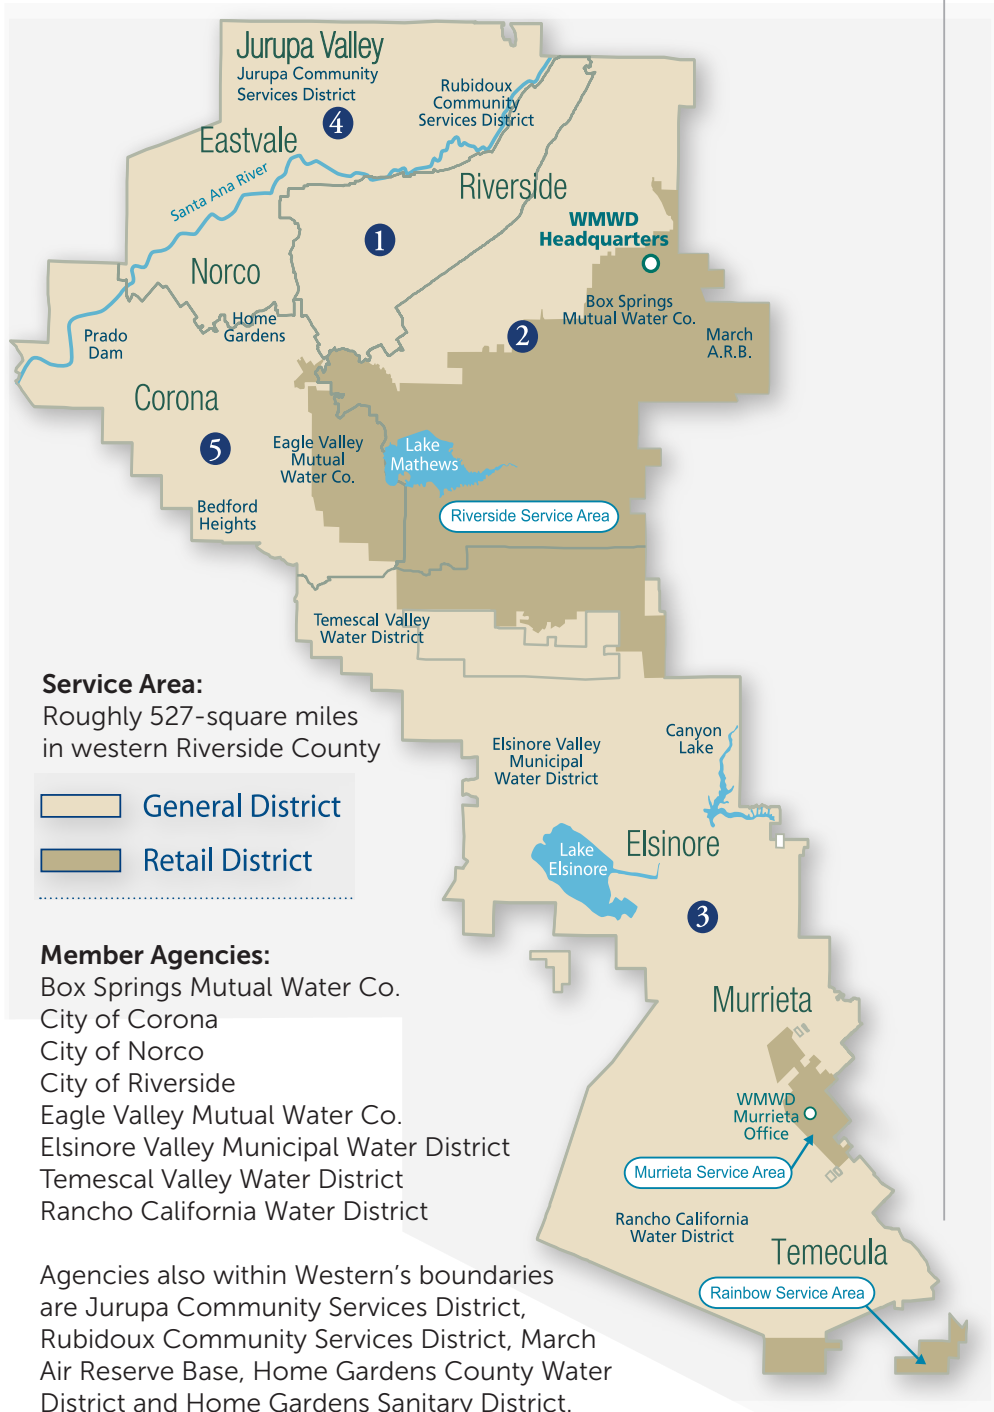 Jurupa Valley
Jurupa Community
Services District
4
Rubidoux
Community
Services District
Eastvale
Santa Ana River
Riverside
1
WMWD
Headquarters
Norco
Box Springs
Mutual Water Co.
Home
Gardens
2
March
A.R.B.
Prado
Dam
Corona
5
Eagle Valley
Mutual
Water Co.
Lake
Mathews
Bedford
Heights
Riverside Service Area
Temescal Valley
Water District
Service Area:
Roughly 527-square miles
in western Riverside County
General District
Retail District
Elsinore Valley
Municipal
Water District
Canyon
Lake
Elsinore
Lake
Elsinore
3
Member Agencies:
Box Springs Mutual Water Co.
City of Corona
City of Norco
City of Riverside
Eagle Valley Mutual Water Co.
Elsinore Valley Municipal Water District
Temescal Valley Water District
Rancho California Water District
Murrieta
WMWD
Murrieta
Office
Murrieta Service Area
Rancho California
Water District
Temecula
Rainbow Service Area
Agencies also within Western’s boundaries
are Jurupa Community Services District,
Rubidoux Community Services District, March
Air Reserve Base, Home Gardens County Water
District and Home Gardens Sanitary District.